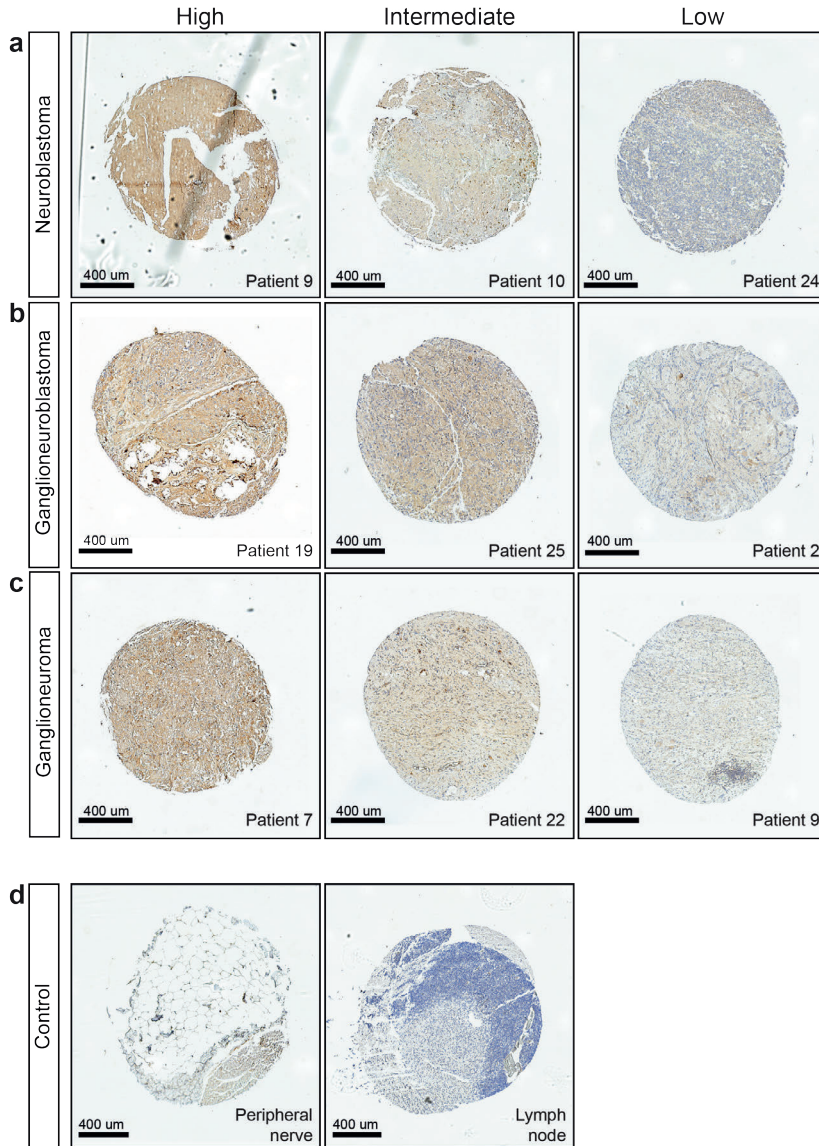 High Intermediate Low
a
Neuroblastoma
400 um
Patient 9
400 um
Patient 10
400 um
Patient 24
b
Ganglioneuroblastoma
400 um
Patient 19
400 um
Patient 25
400 um
Patient 2
c
Ganglioneuroma
400 um
Patient 7
400 um
Patient 22
400 um
Patient 9
d
Control
400 um
Peripheral
nerve
400 um
Lymph
node